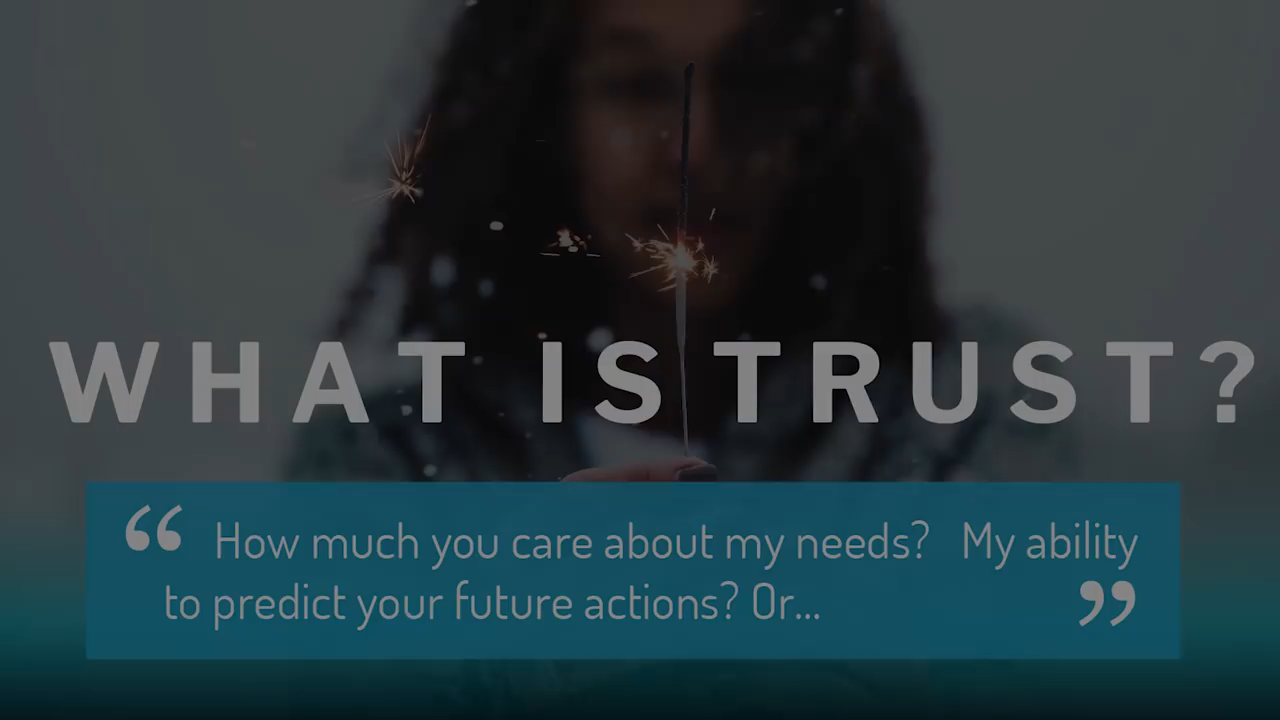 WHAT IS TRUST?
“ How much you care about my needs? My ability
to predict your future actions? Or... ”